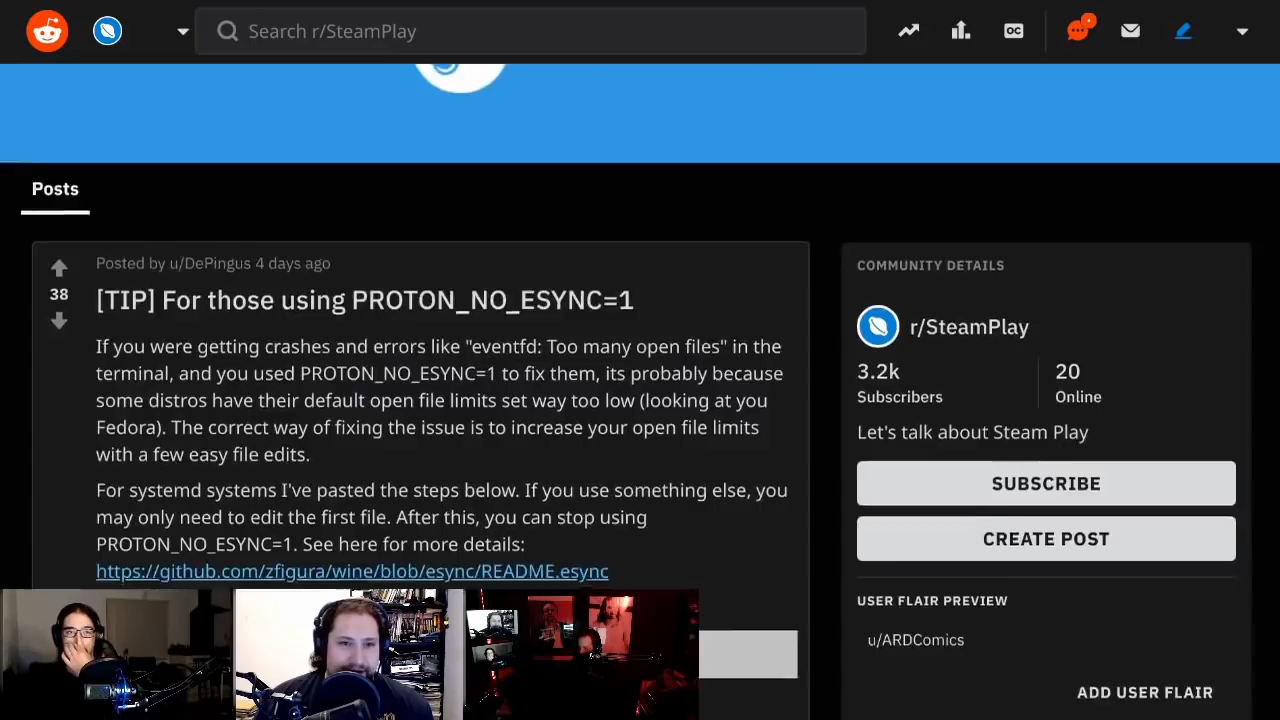 Search r/SteamPlay
OC
Posts
Posted by u/DePingus 4 days ago
38
[TIP] For those using PROTON_NO_ESYNC=1
If you were getting crashes and errors like "eventfd: Too many open files" in the
terminal, and you used PROTON_NO_ESYNC=1 to fix them, its probably because
some distros have their default open file limits set way too low (looking at you
Fedora). The correct way of fixing the issue is to increase your open file limits
with a few easy file edits.
For systemd systems I've pasted the steps below. If you use something else, you
may only need to edit the first file. After this, you can stop using
PROTON_NO_ESYNC=1. See here for more details:
https://github.com/zfigura/wine/blob/esync/README.esync
COMMUNITY DETAILS
r/SteamPlay
3.2k
Subscribers
20
Online
Let's talk about Steam Play
SUBSCRIBE
CREATE POST
USER FLAIR PREVIEW
u/ARDComics
ADD USER FLAIR